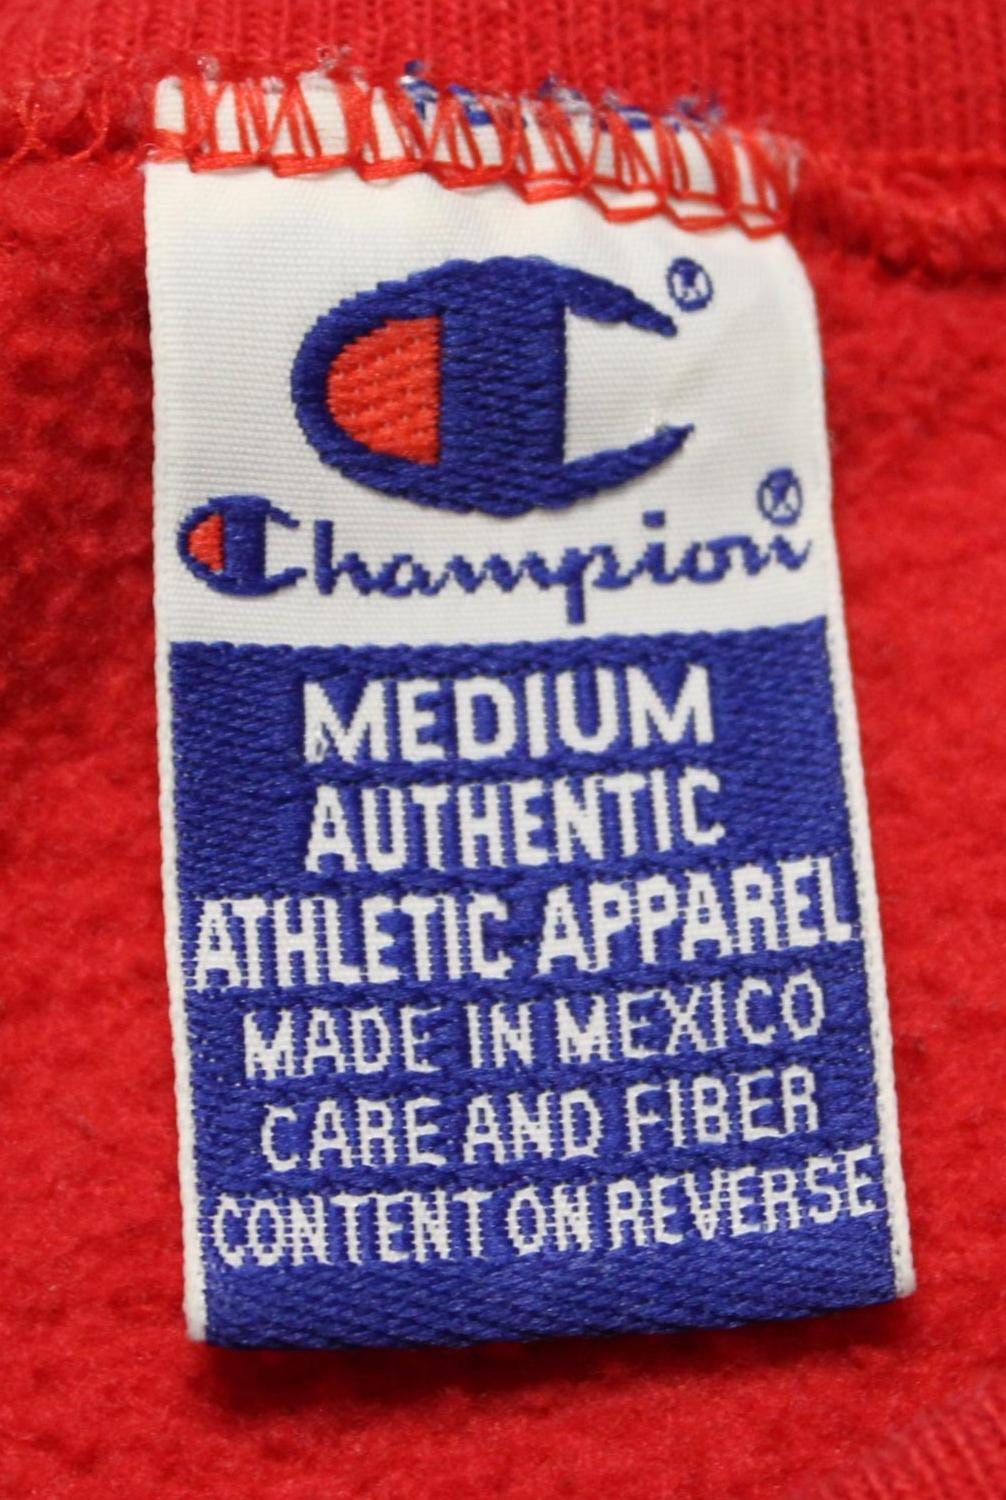 Champion®
MEDIUM
AUTHENTIC
ATHLETIC APPAREL
MADE IN MEXICO
CARE AND FIBER
CONTENT ON REVERSE